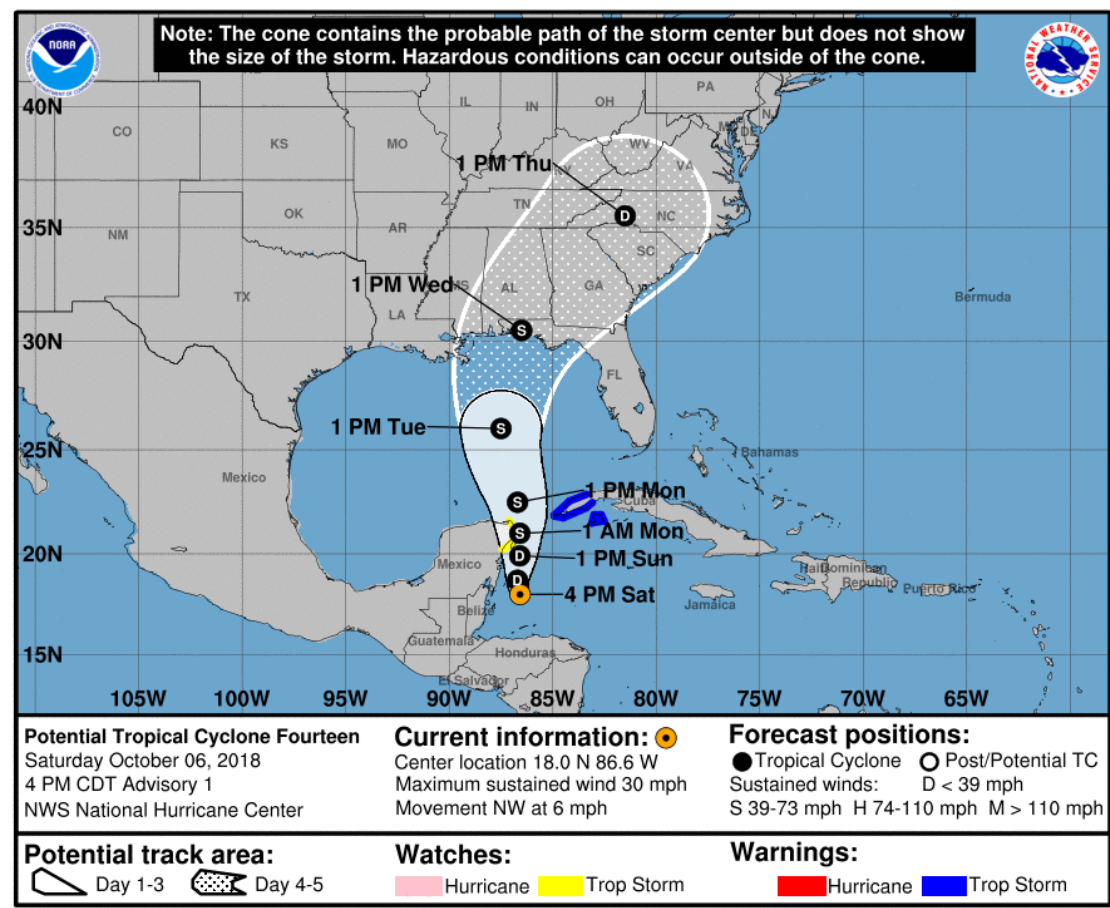 Note: The cone contains the probable path of the storm center but does not show
the size of the storm. Hazardous conditions can occur outside of the cone.
NOAA
NATIONAL WEATHER SERVICE
40N
35N
30N
25N
20N
15N
CO
KS
MO
IL
IN
OH
PA
WV
VA
NM
OK
AR
TN
NC
SC
TX
LA
MS
AL
GA
FL
Bermuda
Bahamas
Mexico
Cuba
Mexico
Belize
Guatemala
Honduras
El Salvador
Jamaica
Haiti
Dominican
Republic
Puerto Rico
1 PM Thu
D
1 PM Wed
S
1 PM Tue
S
1 PM Mon
S
1 AM Mon
S
1 PM Sun
D
D
4 PM Sat
105W 100W 95W 90W 85W 80W 75W 70W 65W
Potential Tropical Cyclone Fourteen
Saturday October 06, 2018
4 PM CDT Advisory 1
NWS National Hurricane Center
Current information:
Center location 18.0 N 86.6 W
Maximum sustained wind 30 mph
Movement NW at 6 mph
Forecast positions:
Tropical Cyclone Post/Potential TC
Sustained winds: D < 39 mph
S 39-73 mph H 74-110 mph M > 110 mph
Potential track area:
Day 1-3 Day 4-5
Watches:
Hurricane Trop Storm
Warnings:
Hurricane Trop Storm